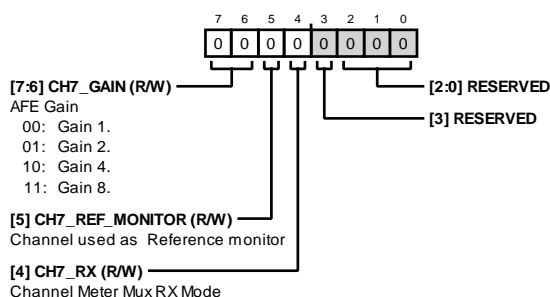 7 6 5 4 3 2 1 0
0 0 0 0 0 0 0 0
[7:6] CH7_GAIN (R/W)
[2:0] RESERVED
AFE Gain
[3] RESERVED
00: Gain 1.
01: Gain 2.
10: Gain 4.
11: Gain 8.
[5] CH7_REF_MONITOR (R/W)
Channel used as Reference monitor
[4] CH7_RX (R/W)
Channel Meter Mux RX Mode